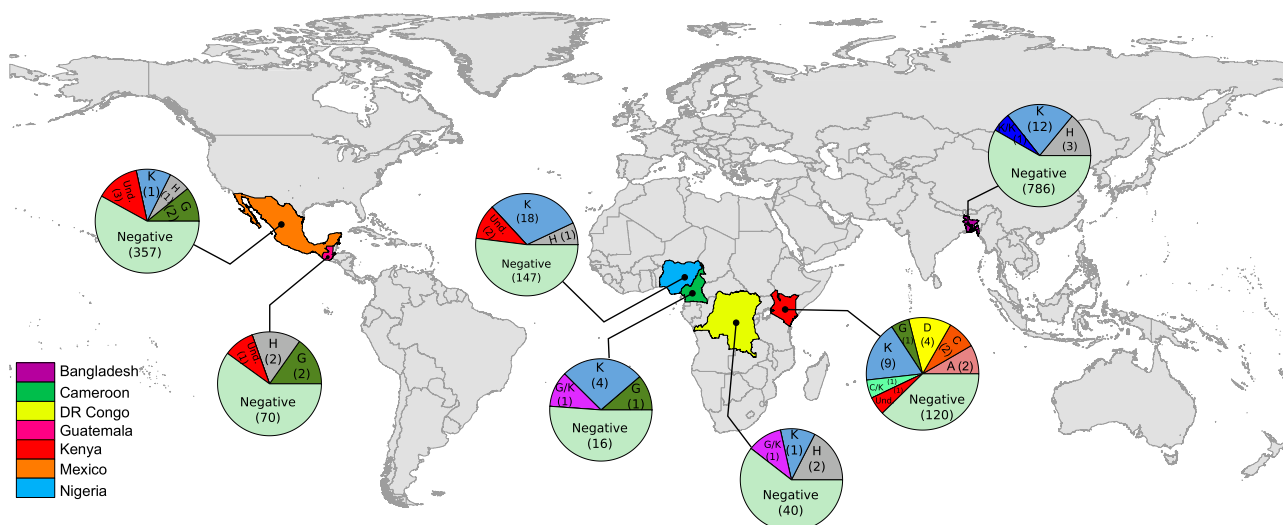 K
(12)
H
(3)
Negative
(786)
Und.
(3)
K
(1)
H
(1)
G
(2)
Negative
(357)
K
(18)
Und
(2)
H (1)
Negative
(147)
Und
(1)
H
(2)
G
(2)
Negative
(70)
K
(4)
G/K
(1)
G
(1)
Negative
(16)
G
(1)
D
(4)
C
(2)
K
(9)
A (2)
C/K (1)
Und
Negative
(120)
G/K
(1)
K
(1)
H
(2)
Negative
(40)
Bangladesh
Cameroon
DR Congo
Guatemala
Kenya
Mexico
Nigeria